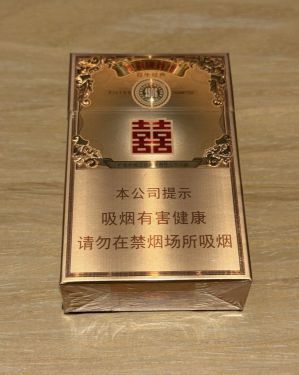 囍
本公司提示
吸烟有害健康
请勿在禁烟场所吸烟